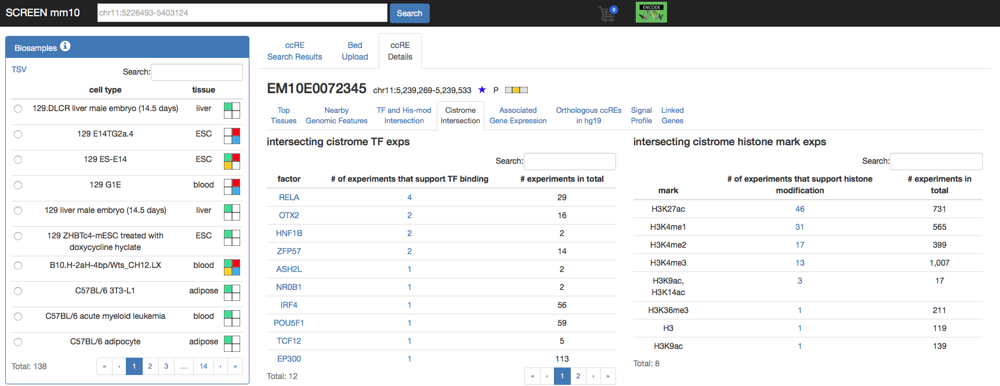 SCREEN mm10
chr11:5226493-5403124
Search
0
ENCODE
Biosamples
TSV
Search:
cell type tissue
129.DLCR liver male embryo (14.5 days) liver
129 E14TG2a.4 ESC
129 ES-E14 ESC
129 G1E blood
129 liver male embryo (14.5 days) liver
129 ZHBTc4-mESC treated with ESC
doxycycline hyclate
B10.H-2aH-4bp/Wts_CH12.LX blood
C57BL/6 3T3-L1 adipose
C57BL/6 acute myeloid leukemia blood
C57BL/6 adipocyte adipose
Total: 138
« ‹ 1 2 3 ... 14 › »
ccRE
Search Results
Bed
Upload
ccRE
Details
EM10E0072345 chr11:5,239,269-5,239,533 ★ P
Top
Tissues
Nearby
Genomic Features
TF and His-mod
Intersection
Cistrome
Intersection
Associated
Gene Expression
Orthologous ccREs
in hg19
Signal
Profile
Linked
Genes
intersecting cistrome TF exps
Search:
factor # of experiments that support TF binding # experiments in total
RELA 4 29
OTX2 2 16
HNF1B 2 2
ZFP57 2 14
ASH2L 1 2
NR0B1 1 2
IRF4 1 56
POU5F1 1 59
TCF12 1 5
EP300 1 113
Total: 12
« ‹ 1 2 › »
intersecting cistrome histone mark exps
Search:
mark
# of experiments that support histone
modification
# experiments in
total
H3K27ac 46 731
H3K4me1 31 565
H3K4me2 17 399
H3K4me3 13 1,007
H3K9ac, 3 17
H3K14ac
H3K36me3 1 211
H3 1 119
H3K9ac 1 139
Total: 8